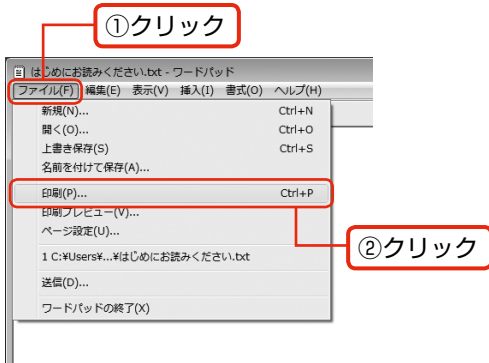 ①クリック
はじめにお読みください.txt - ワードパッド
ファイル(F) 編集(E) 表示(V) 挿入(I) 書式(O) ヘルプ(H)
新規(N)... Ctrl+N
開く(O)... Ctrl+O
上書き保存(S) Ctrl+S
名前を付けて保存(A)...
印刷(P)... Ctrl+P
印刷プレビュー(V)...
ページ設定(U)...
②クリック
1 C:¥Users¥...¥はじめにお読みください.txt
送信(D)...
ワードパッドの終了(X)